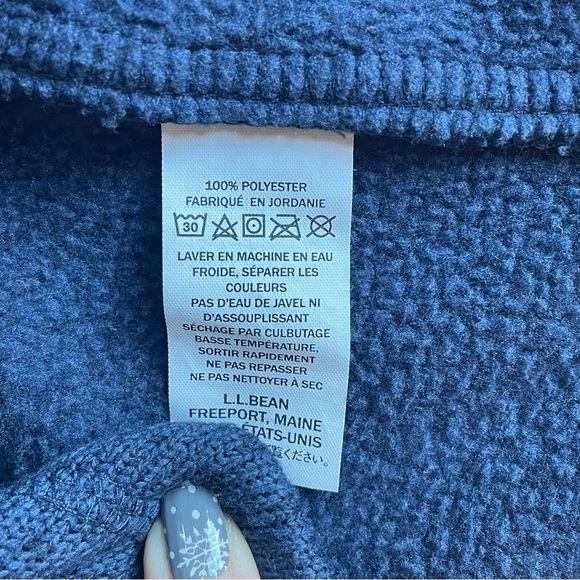 100% POLYESTER
FABRIQUÉ EN JORDANIE
30
LAVER EN MACHINE EN EAU
FROIDE, SÉPARER LES
COULEURS
PAS D'EAU DE JAVEL NI
D'ASSOUPLISSANT
SÉCHAGE PAR CULBUTAGE
BASSE TEMPÉRATURE,
SORTIR RAPIDEMENT
NE PAS REPASSER
NE PAS NETTOYER À SEC
L.L.BEAN
FREEPORT, MAINE
ÉTATS-UNIS
覧ください